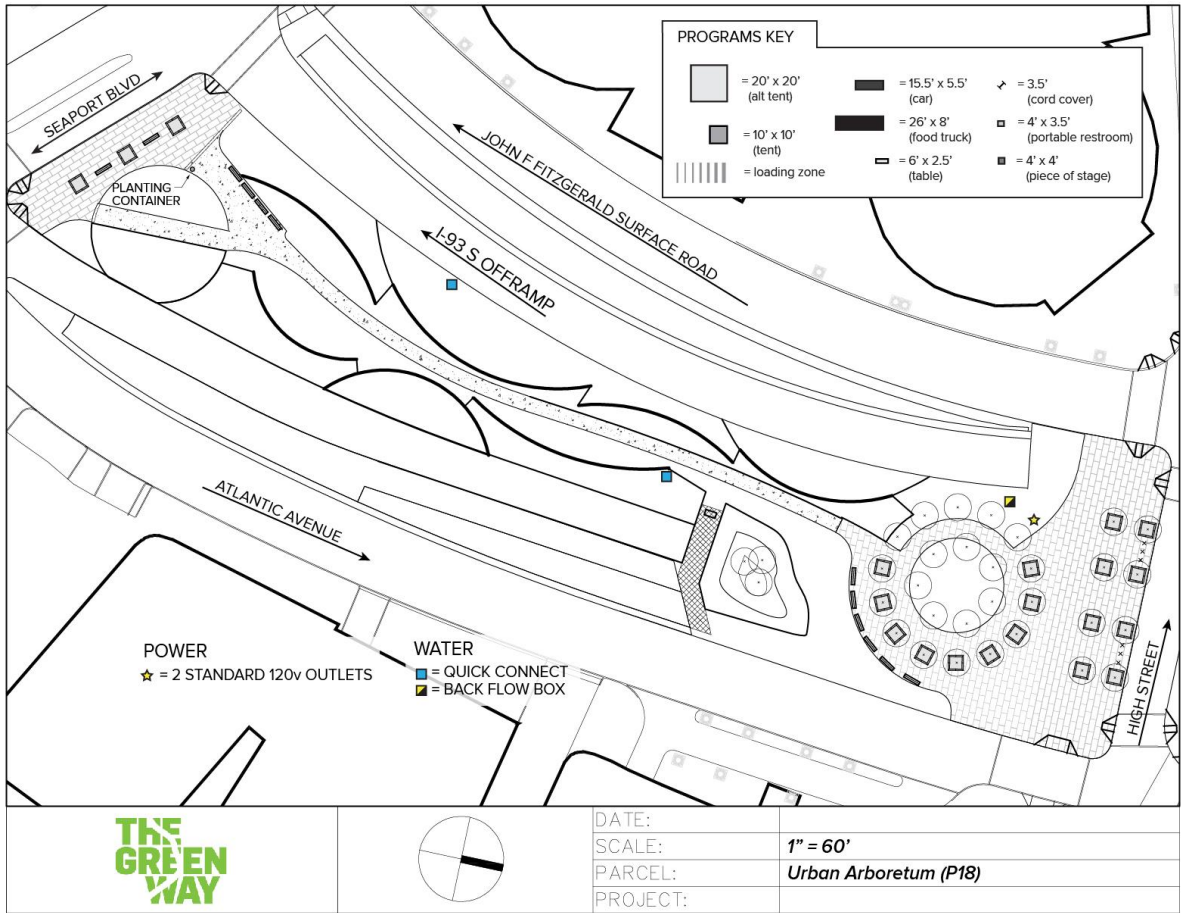 PROGRAMS KEY
= 20' x 20'
(alt tent)
= 10' x 10'
(tent)
= loading zone
= 15.5' x 5.5'
(car)
= 26' x 8'
(food truck)
= 6' x 2.5'
(table)
= 3.5'
(cord cover)
= 4' x 3.5'
(portable restroom)
= 4' x 4'
(piece of stage)
SEAPORT BLVD
PLANTING
CONTAINER
JOHN F FITZGERALD SURFACE ROAD
I-93 S OFFRAMP
ATLANTIC AVENUE
HIGH STREET
POWER
= 2 STANDARD 120v OUTLETS
WATER
= QUICK CONNECT
= BACK FLOW BOX
THE
GREEN
WAY
DATE:
SCALE: 1" = 60'
PARCEL: Urban Arboretum (P18)
PROJECT: